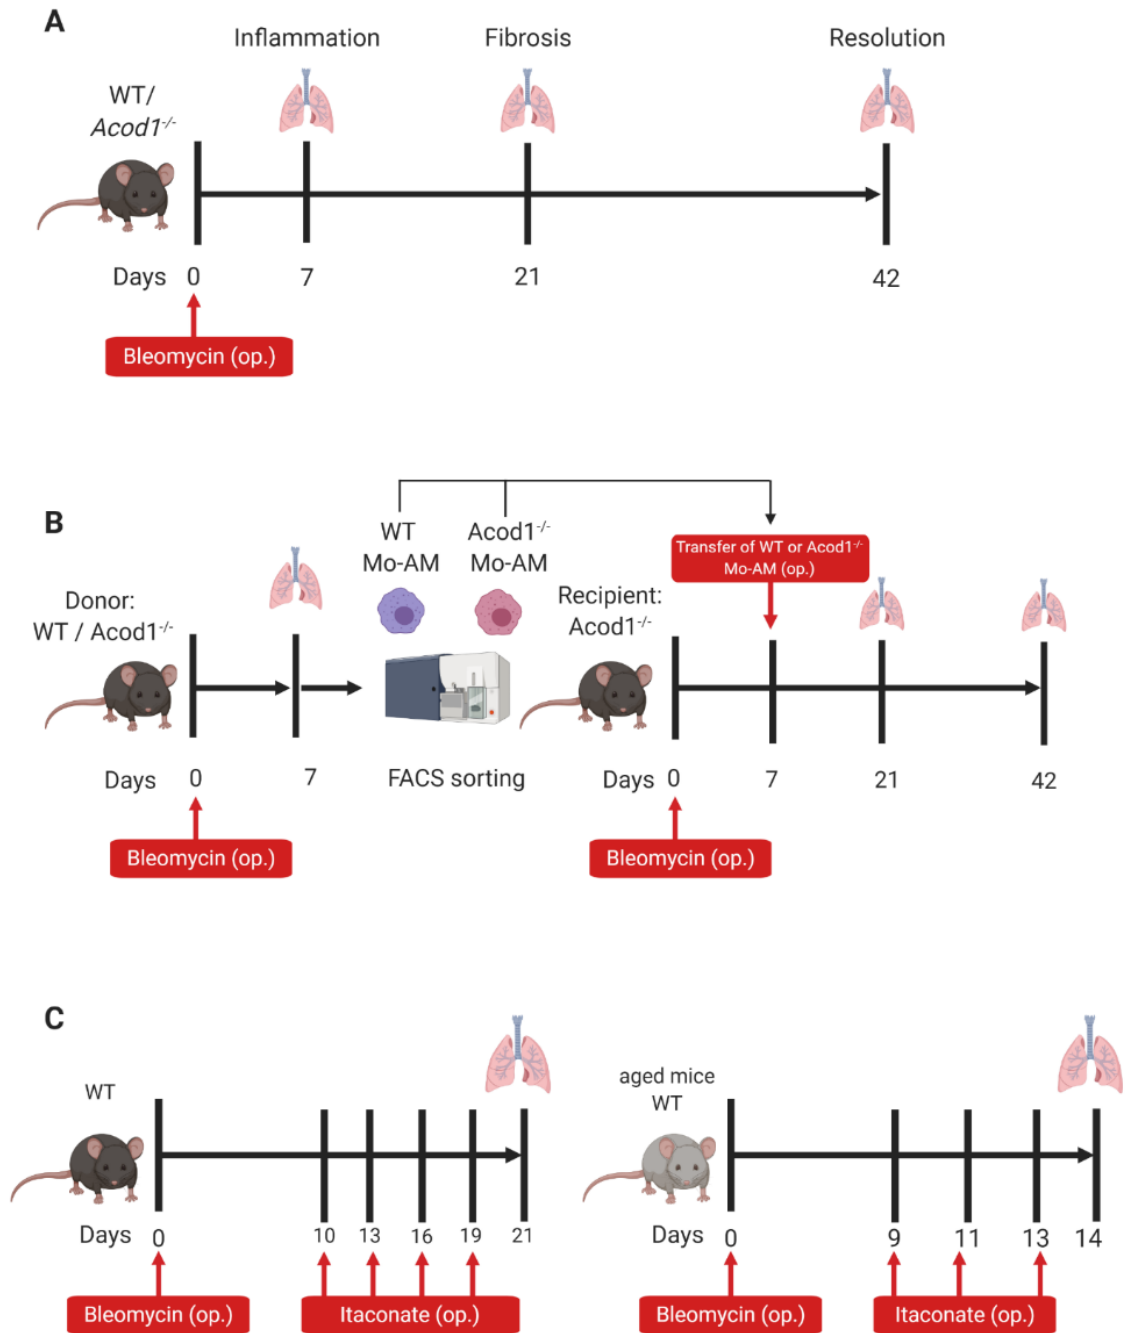 A
Inflammation Fibrosis Resolution
WT/
Acod1-/-
Days 0 7 21 42
Bleomycin (op.)
B
WT Mo-AM
Acod1-/- Mo-AM
Transfer of WT or Acod1-/-
Mo-AM (op.)
Donor:
WT / Acod1-/-
Recipient:
Acod1-/-
Days 0 7 FACS sorting Days 0 7 21 42
Bleomycin (op.) Bleomycin (op.)
C
WT
aged mice
WT
Days 0 10 13 16 19 21 Days 0 9 11 13 14
Bleomycin (op.) Itaconate (op.) Bleomycin (op.) Itaconate (op.)